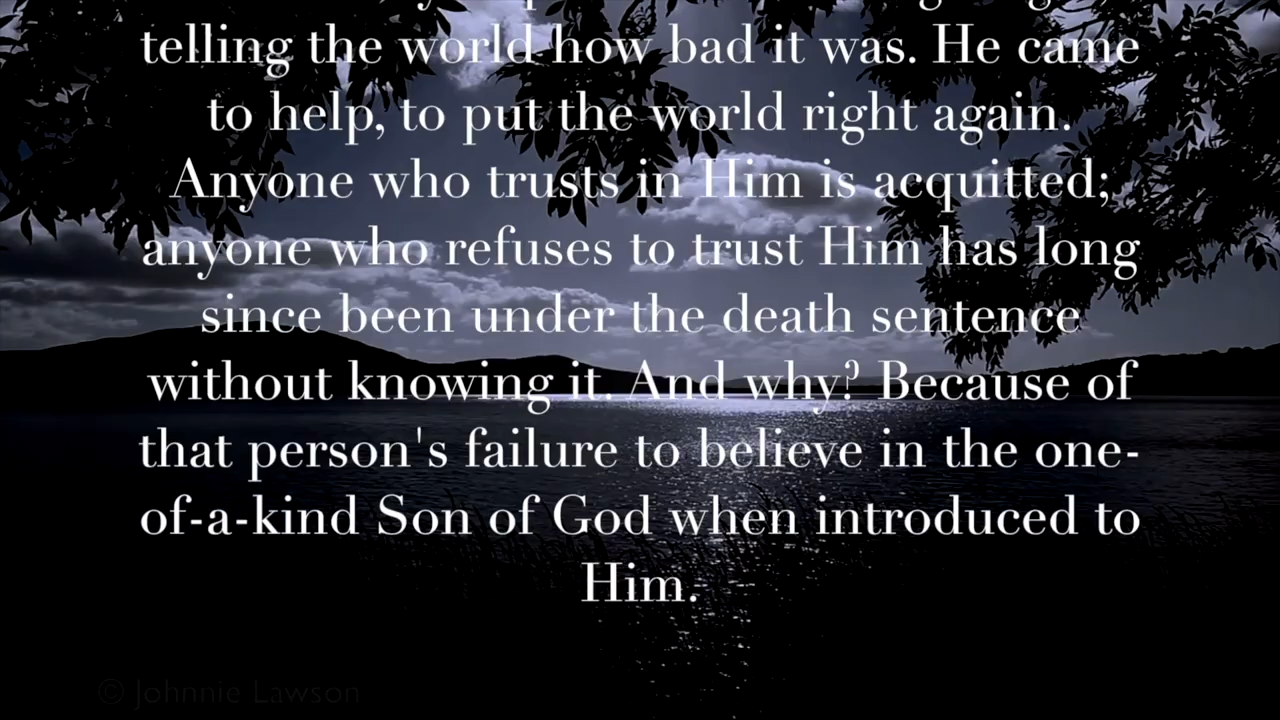 telling the world how bad it was. He came
to help, to put the world right again.
Anyone who trusts in Him is acquitted;
anyone who refuses to trust Him has long
since been under the death sentence
without knowing it. And why? Because of
that person's failure to believe in the one-
of-a-kind Son of God when introduced to
Him.
© Johnnie Lawson